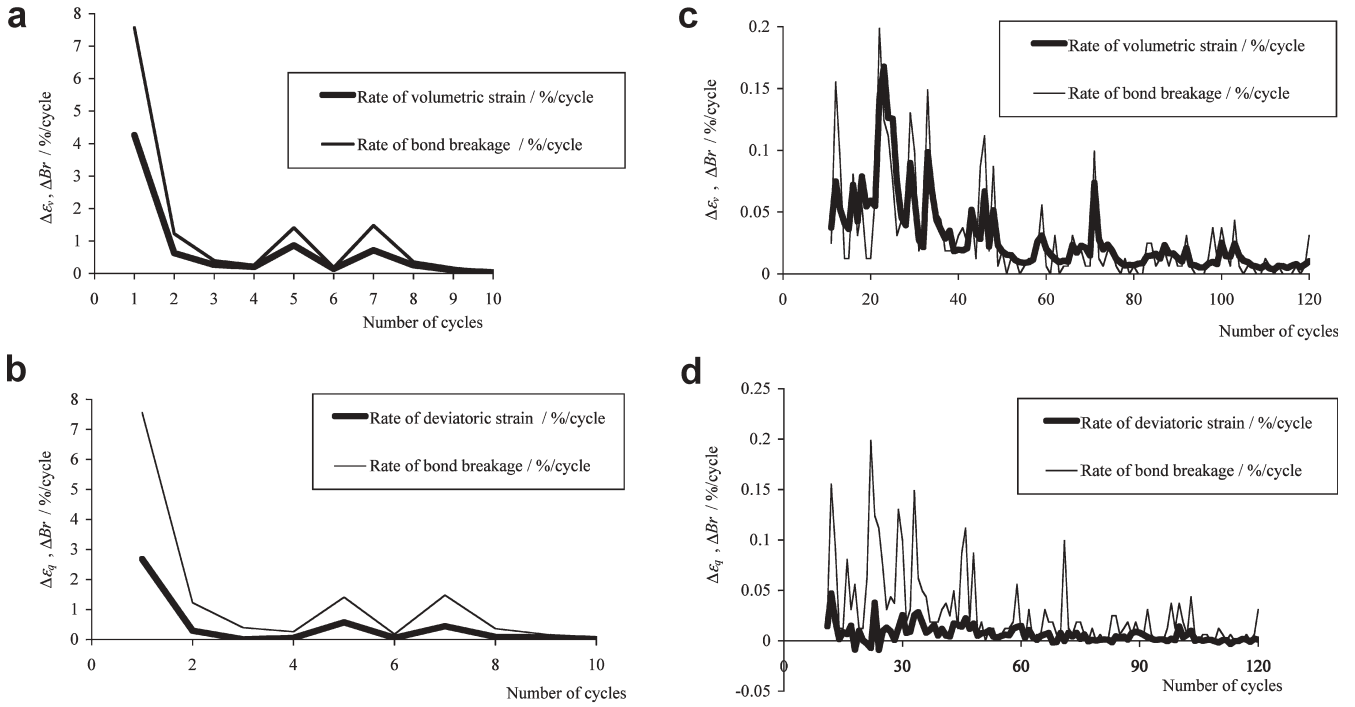 a
8
7
6
5
4
3
2
1
0
Δεv, ΔBr / %/cycle
Rate of volumetric strain / %/cycle
Rate of bond breakage / %/cycle
0 1 2 3 4 5 6 7 8 9 10
Number of cycles
b
8
7
6
5
4
3
2
1
0
Δεq , ΔBr / %/cycle
Rate of deviatoric strain / %/cycle
Rate of bond breakage / %/cycle
0 2 4 6 8 10
Number of cycles
c
0.2
0.15
0.1
0.05
0
Δεv , ΔBr / %/cycle
Rate of volumetric strain / %/cycle
Rate of bond breakage / %/cycle
0 20 40 60 80 100 120
Number of cycles
d
0.25
0.2
0.15
0.1
0.05
0
-0.05
Δεq , ΔBr / %/cycle
Rate of deviatoric strain / %/cycle
Rate of bond breakage / %/cycle
0 30 60 90 120
Number of cycles